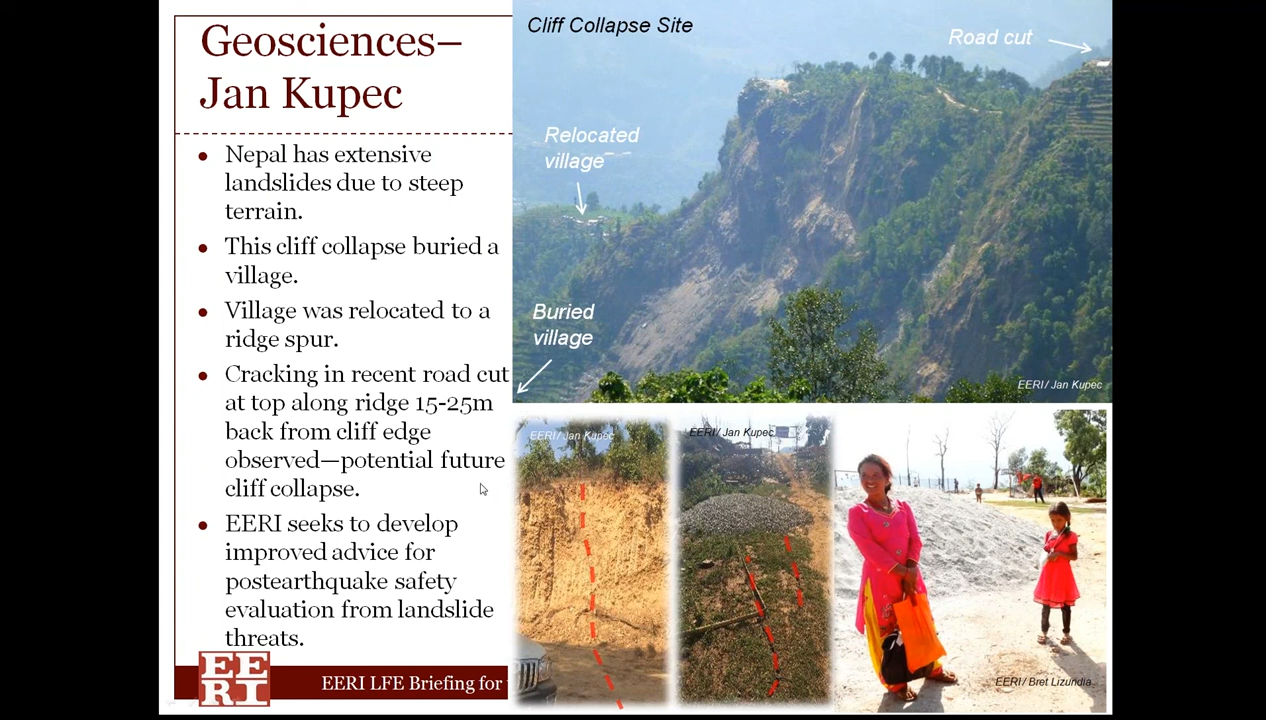 Geosciences–
Jan Kupec
• Nepal has extensive
landslides due to steep
terrain.
• This cliff collapse buried a
village.
• Village was relocated to a
ridge spur.
• Cracking in recent road cut
at top along ridge 15-25m
back from cliff edge
observed—potential future
cliff collapse.
• EERI seeks to develop
improved advice for
postearthquake safety
evaluation from landslide
threats.
EE
RI
EERI LFE Briefing for
Cliff Collapse Site
Road cut
Relocated
village
Buried
village
EERI / Jan Kupec
EERI / Jan Kupec
EERI / Jan Kupec
EERI / Bret Lizundia